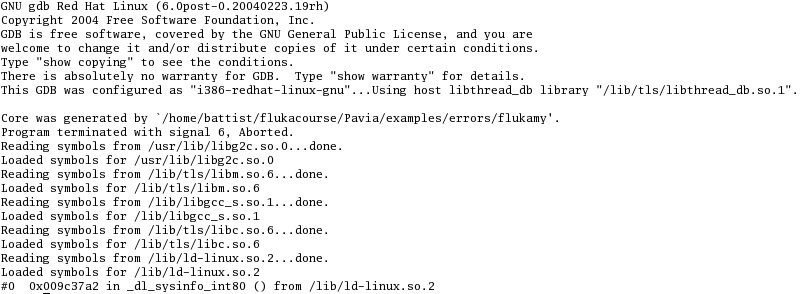 GNU gdb Red Hat Linux (6.0post-0.20040223.19rh)
Copyright 2004 Free Software Foundation, Inc.
GDB is free software, covered by the GNU General Public License, and you are
welcome to change it and/or distribute copies of it under certain conditions.
Type "show copying" to see the conditions.
There is absolutely no warranty for GDB.  Type "show warranty" for details.
This GDB was configured as "i386-redhat-linux-gnu"...Using host libthread_db library "/lib/tls/libthread_db.so.1".
Core was generated by `/home/battist/flukacourse/Pavia/examples/errors/flukamy'.
Program terminated with signal 6, Aborted.
Reading symbols from /usr/lib/libg2c.so.0...done.
Loaded symbols for /usr/lib/libg2c.so.0
Reading symbols from /lib/tls/libm.so.6...done.
Loaded symbols for /lib/tls/libm.so.6
Reading symbols from /lib/libgcc_s.so.1...done.
Loaded symbols for /lib/libgcc_s.so.1
Reading symbols from /lib/tls/libc.so.6...done.
Loaded symbols for /lib/tls/libc.so.6
Reading symbols from /lib/ld-linux.so.2...done.
Loaded symbols for /lib/ld-linux.so.2
#0  0x009c37a2 in _dl_sysinfo_int80 () from /lib/ld-linux.so.2